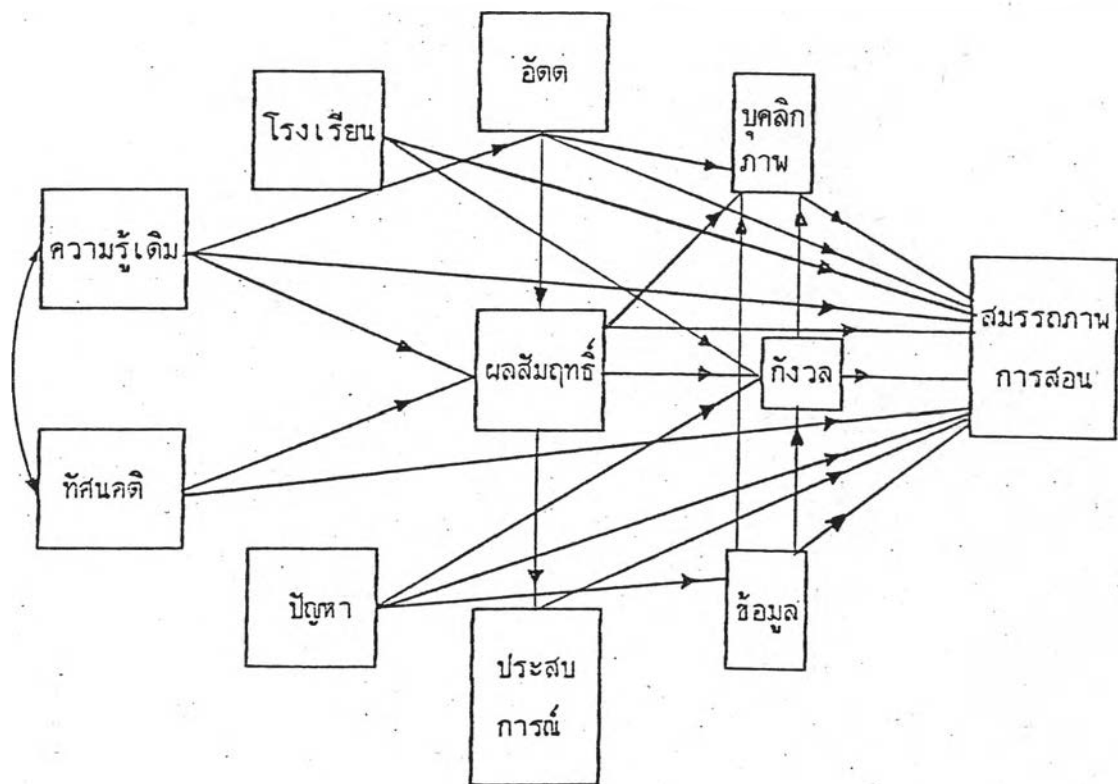 อัตต
โรงเรียน
บุคลิก
ภาพ
ความรู้เดิม
สมรรถภาพ
การสอน
ผลสัมฤทธิ์
กังวล
ทัศนคติ
ปัญหา
ข้อมูล
ประสบ
การณ์